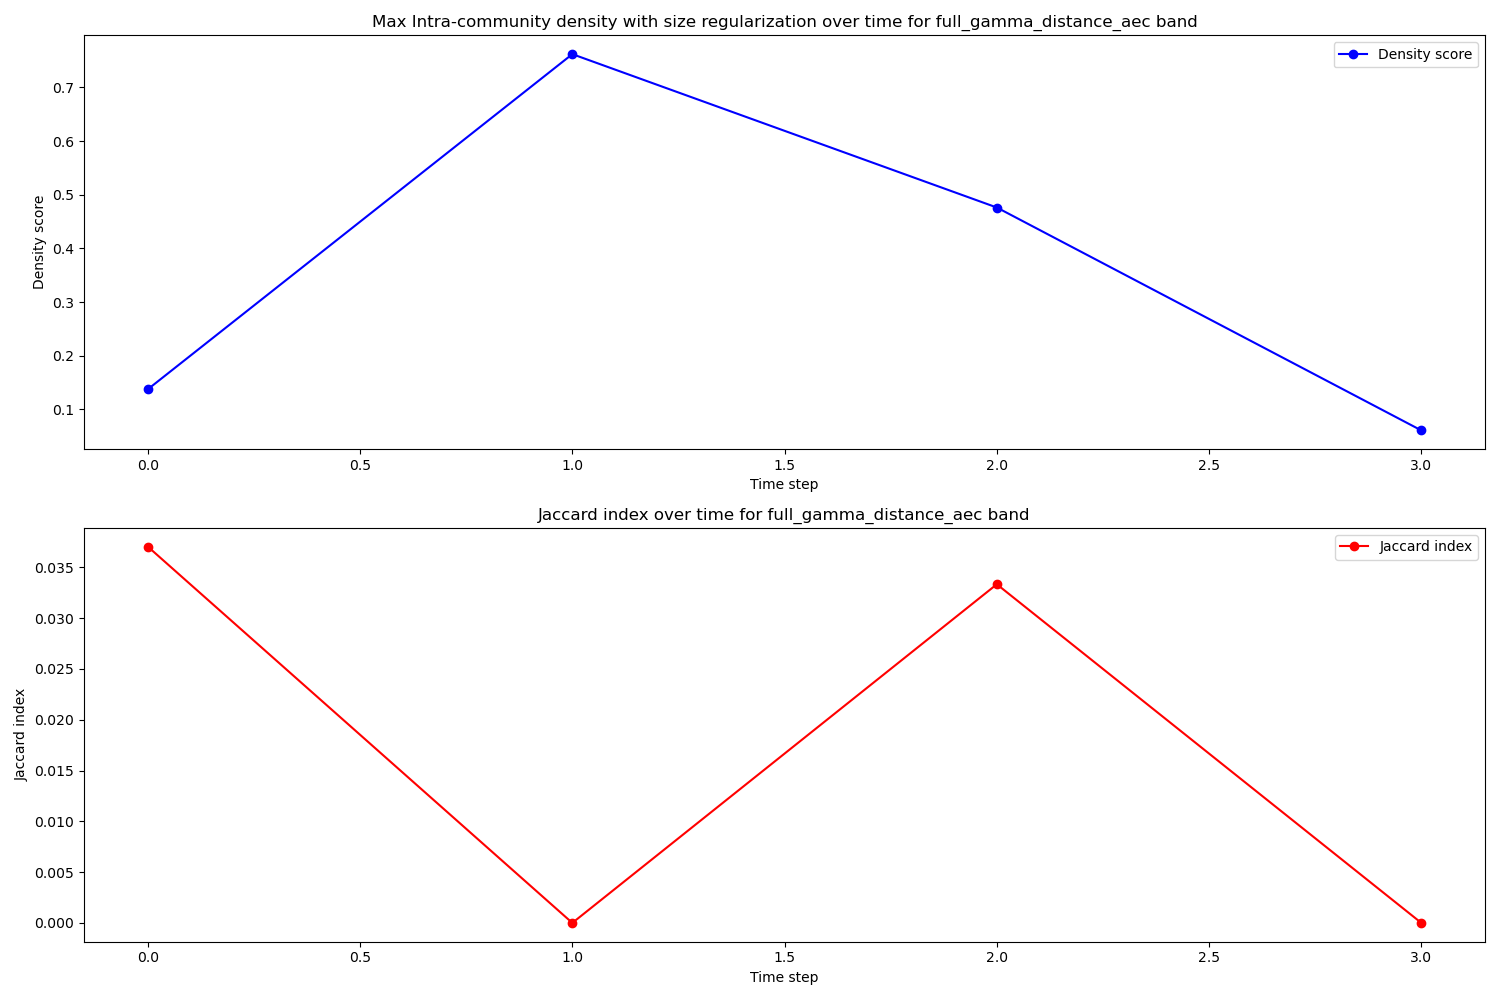 Max Intra-community density with size regularization over time for full_gamma_distance_aec band
Density score
0.7
0.6
0.5
0.4
0.3
0.2
0.1
Density score
0.0 0.5 1.0 1.5 2.0 2.5 3.0
Time step
Jaccard index over time for full_gamma_distance_aec band
Jaccard index
0.035
0.030
0.025
0.020
0.015
0.010
0.005
0.000
Jaccard index
0.0 0.5 1.0 1.5 2.0 2.5 3.0
Time step